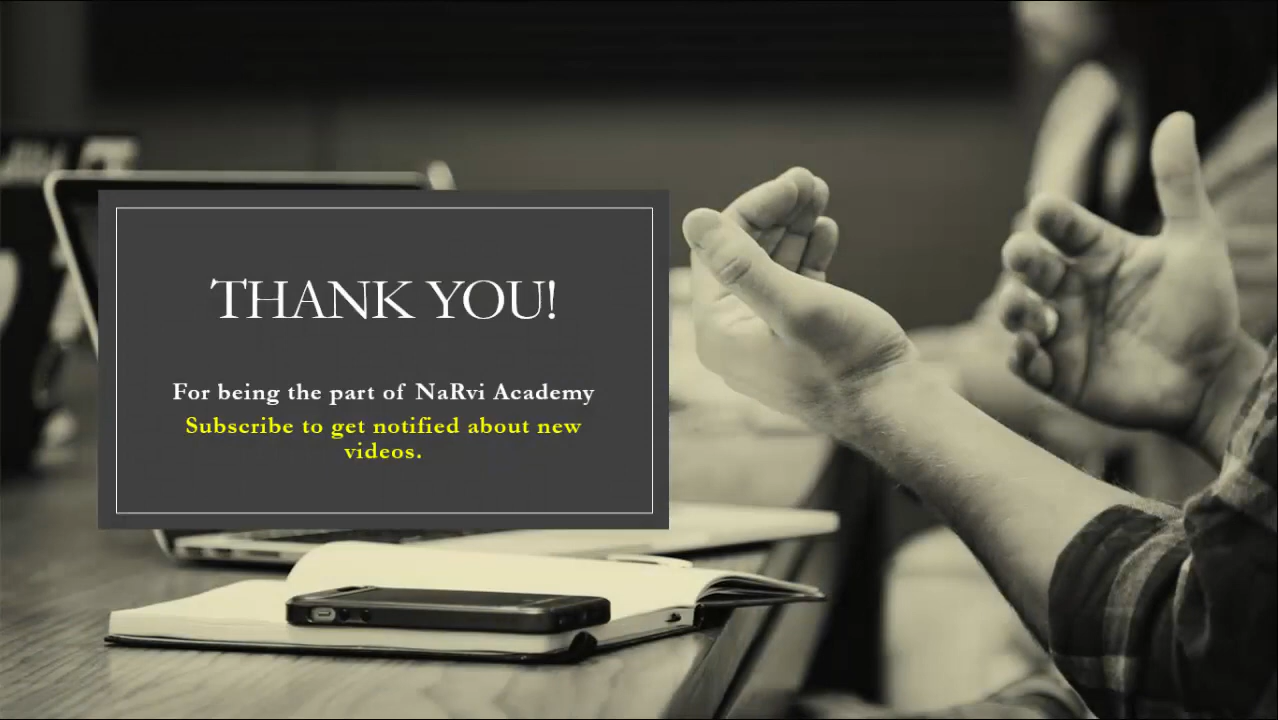 THANK YOU!
For being the part of NaRvi Academy
Subscribe to get notified about new
videos.